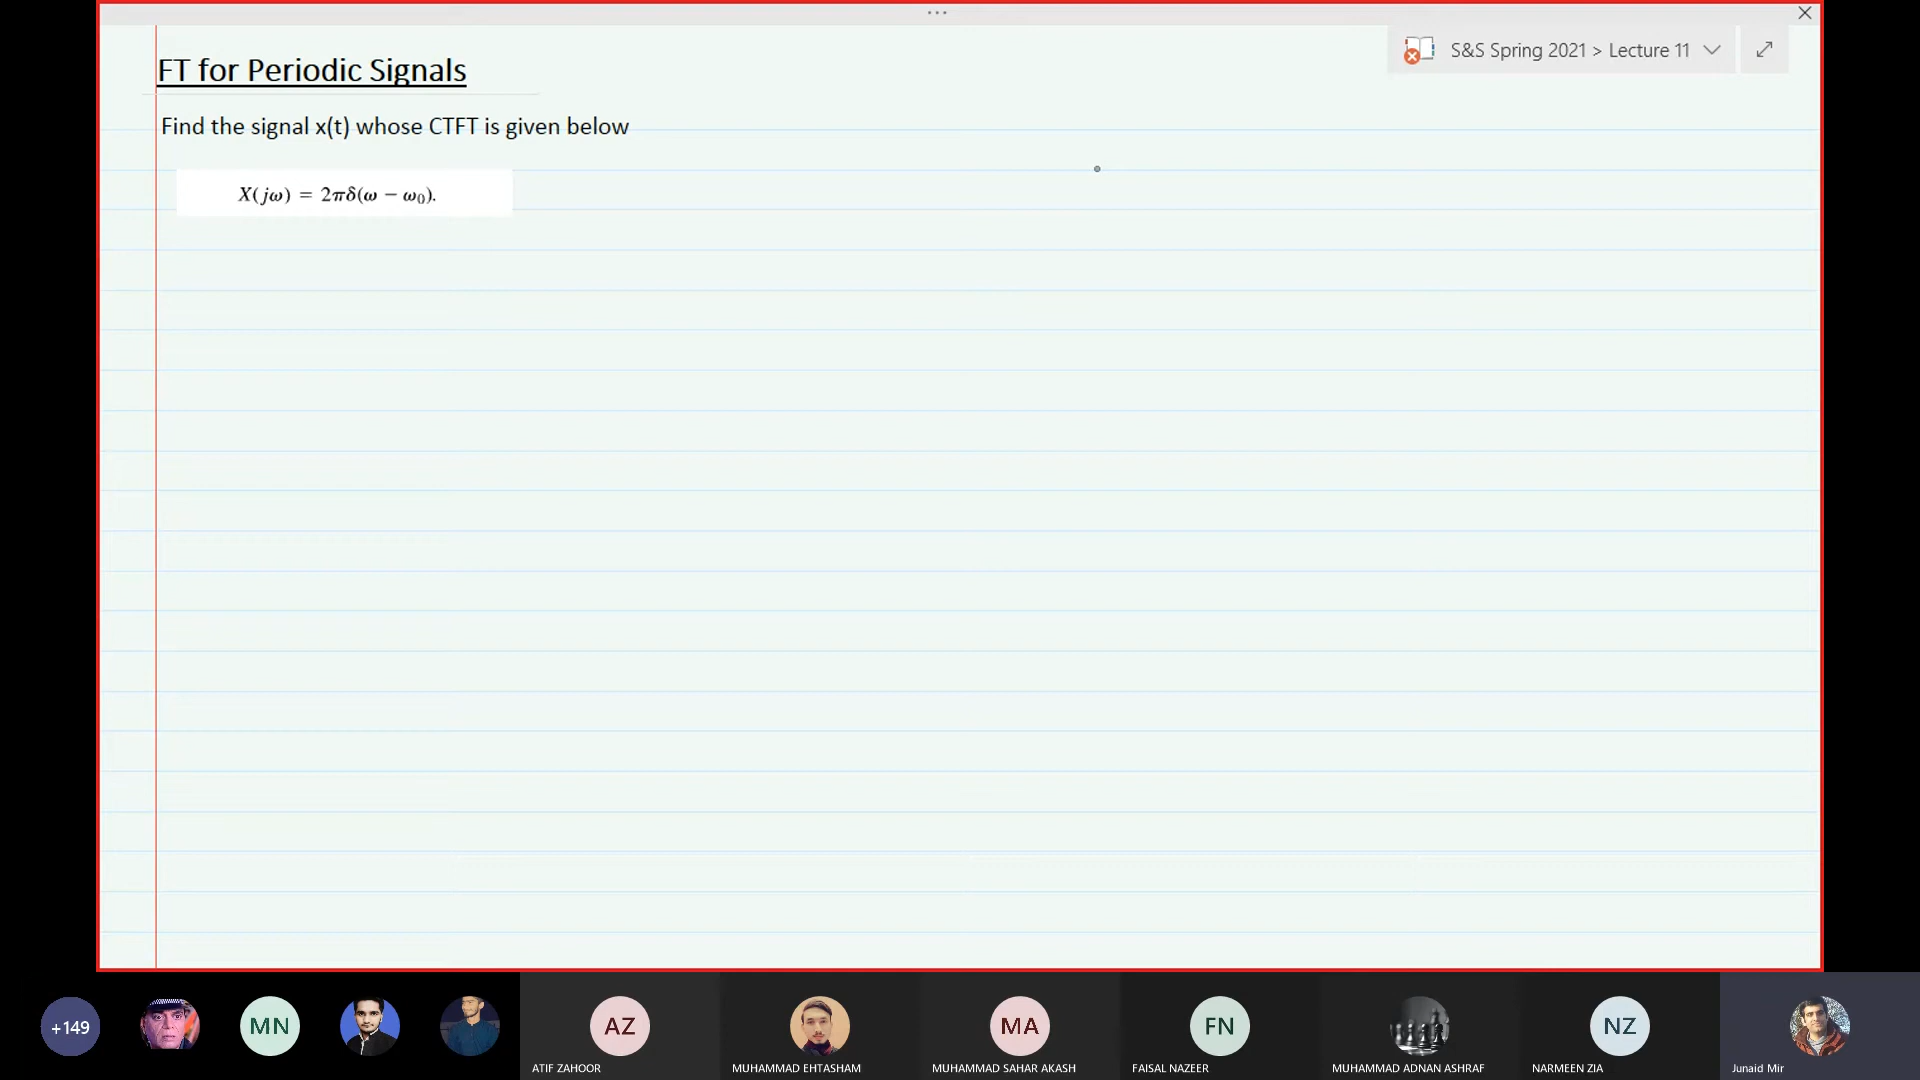 FT for Periodic Signals
S&S Spring 2021 > Lecture 11
Find the signal x(t) whose CTFT is given below
X(jω) = 2πδ(ω − ω₀).
+149
MN
AZ
MA
FN
NZ
ATIF ZAHOOR
MUHAMMAD EHTASHAM
MUHAMMAD SAHAR AKASH
FAISAL NAZEER
MUHAMMAD ADNAN ASHRAF
NARMEEN ZIA
Junaid Mir